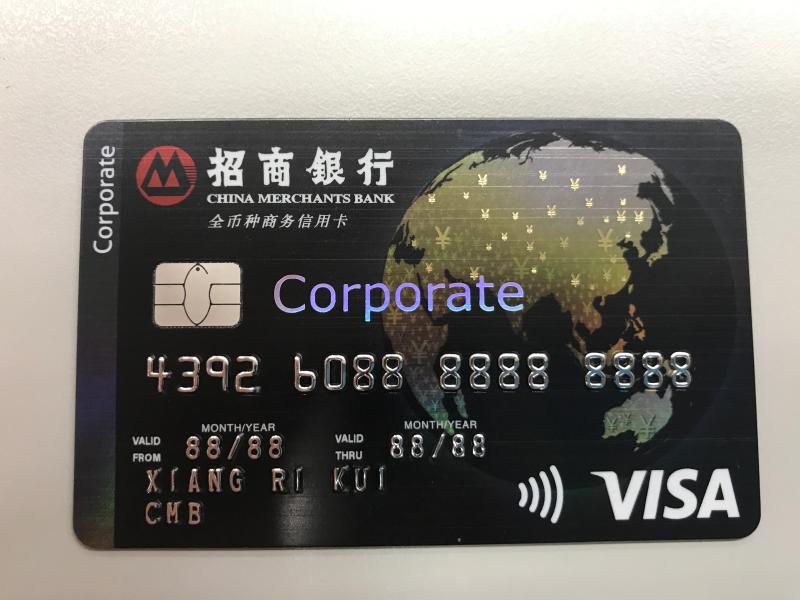 Corporate
招商銀行
CHINA MERCHANTS BANK
全币种商务信用卡
Corporate
4392 6088 8888 8888
MONTH/YEAR MONTH/YEAR
VALID FROM 88/88 VALID THRU 88/88
XIANG RI KUI
CMB
VISA